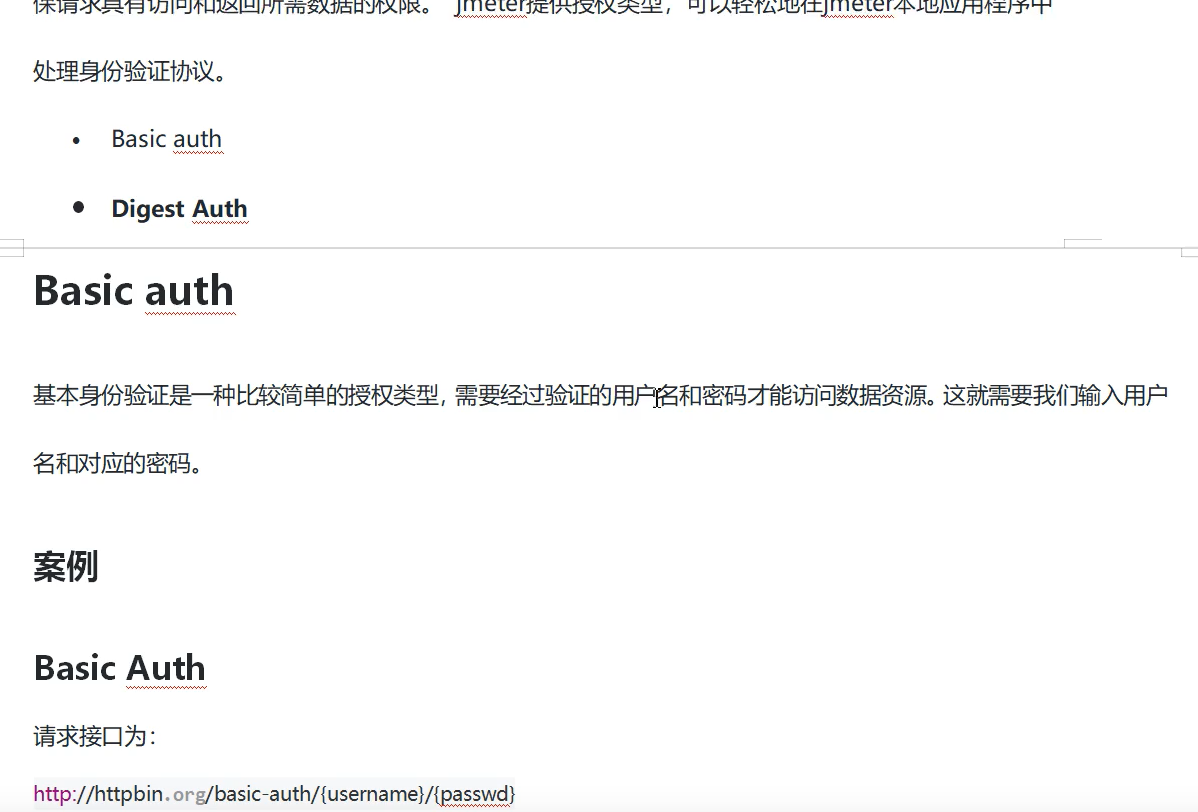 保请求具有访问和返回所需数据的权限。 jmeter提供授权类型，可以轻松地在jmeter本地应用程序中
处理身份验证协议。
• Basic auth
• Digest Auth
Basic auth
基本身份验证是一种比较简单的授权类型，需要经过验证的用户名和密码才能访问数据资源。这就需要我们输入用户
名和对应的密码。
案例
Basic Auth
请求接口为：
http://httpbin.org/basic-auth/{username}/{passwd}